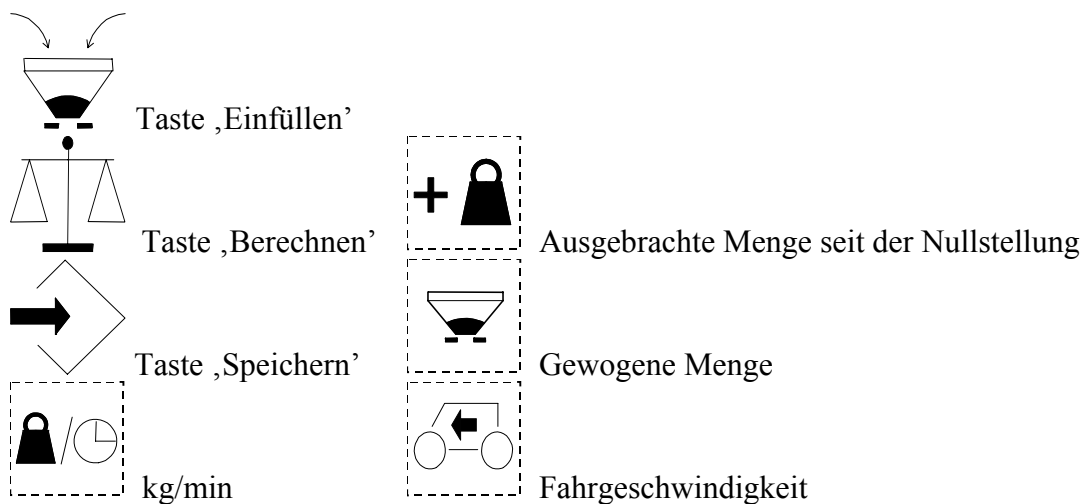 Taste ‚Einfüllen’
Taste ‚Berechnen’
Ausgebrachte Menge seit der Nullstellung
Taste ‚Speichern’
Gewogene Menge
kg/min
Fahrgeschwindigkeit